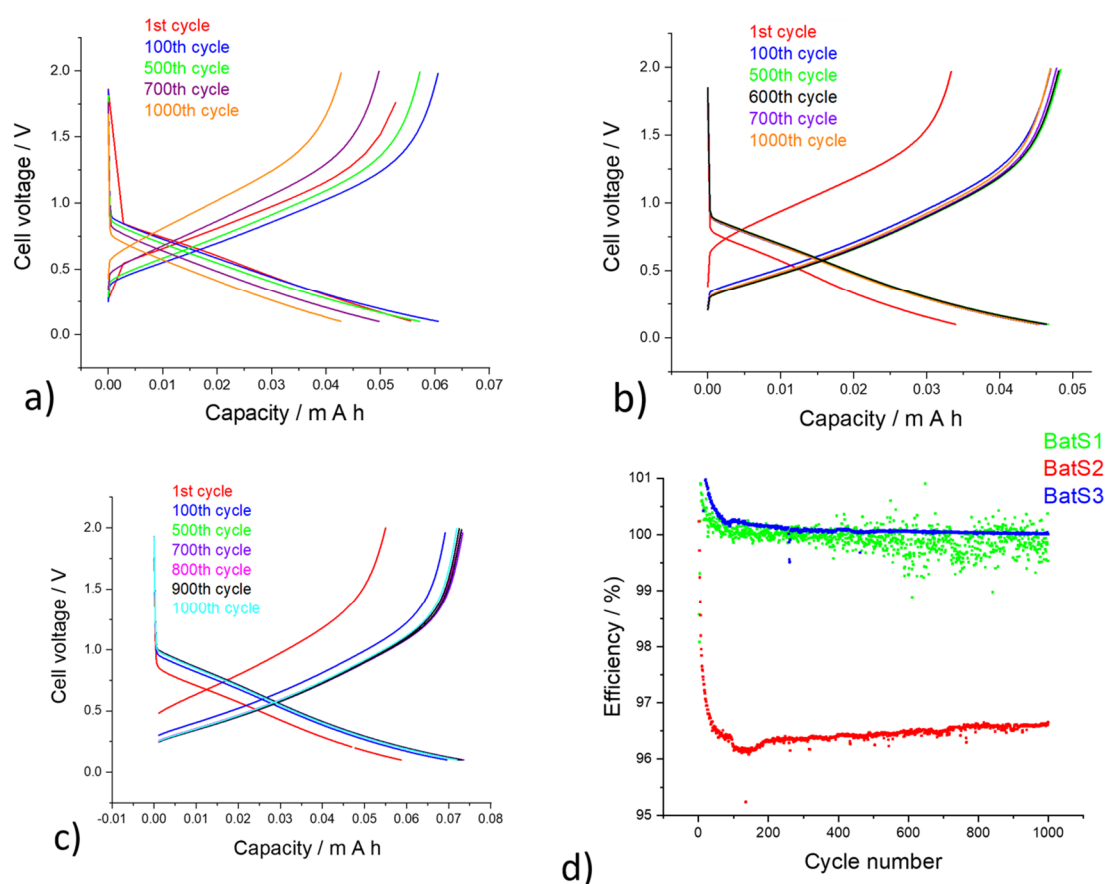 1st cycle
100th cycle
500th cycle
700th cycle
1000th cycle
2.0
1.5
1.0
0.5
0.0
Cell voltage / V
0.00 0.01 0.02 0.03 0.04 0.05 0.06 0.07
Capacity / m A h
a)
1st cycle
100th cycle
500th cycle
600th cycle
700th cycle
1000th cycle
2.0
1.5
1.0
0.5
0.0
Cell voltage / V
0.00 0.01 0.02 0.03 0.04 0.05
Capacity / m A h
b)
1st cycle
100th cycle
500th cycle
700th cycle
800th cycle
900th cycle
1000th cycle
2.0
1.5
1.0
0.5
0.0
Cell voltage / V
-0.01 0.00 0.01 0.02 0.03 0.04 0.05 0.06 0.07 0.08
Capacity / m A h
c)
BatS1
BatS2
BatS3
101
100
99
98
97
96
95
Efficiency / (%)
0 200 400 600 800 1000
Cycle number
d)